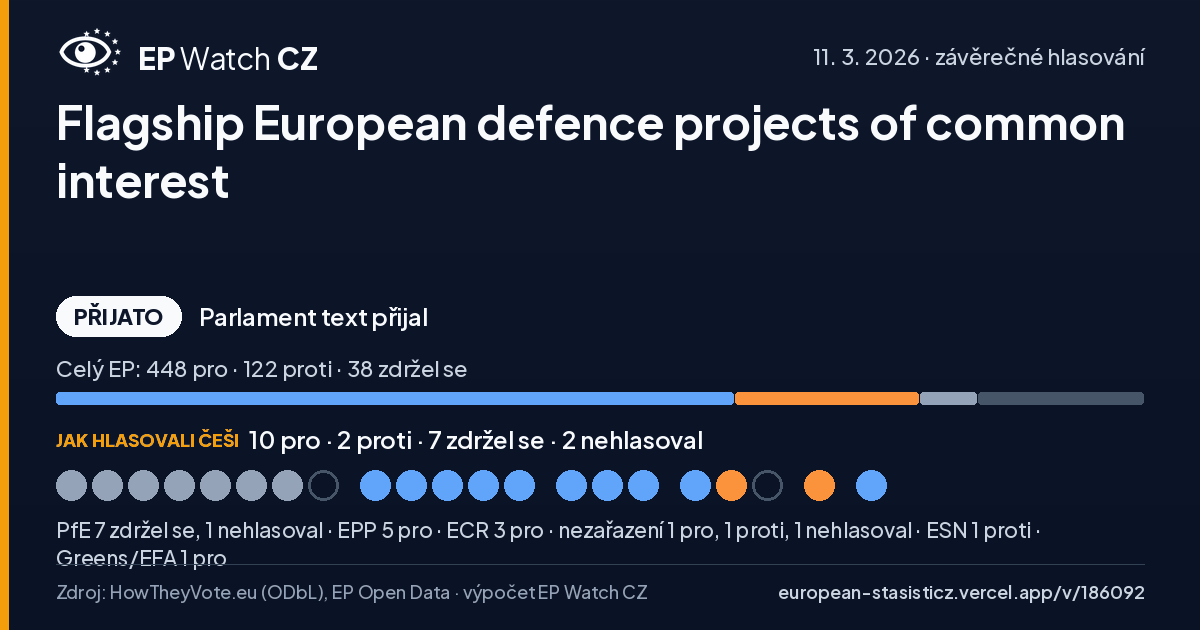 EP Watch CZ
11. 3. 2026 · závěrečné hlasování
Flagship European defence projects of common
interest
PŘIJATO Parlament text přijal
Celý EP: 448 pro · 122 proti · 38 zdržel se
JAK HLASOVALI ČEŠI 10 pro · 2 proti · 7 zdržel se · 2 nehlasoval
PfE 7 zdržel se, 1 nehlasoval · EPP 5 pro · ECR 3 pro · nezařazení 1 pro, 1 proti, 1 nehlasoval · ESN 1 proti ·
Greens/EFA 1 pro
Zdroj: HowTheyVote.eu (ODbL), EP Open Data · výpočet EP Watch CZ
european-stasisticz.vercel.app/v/186092